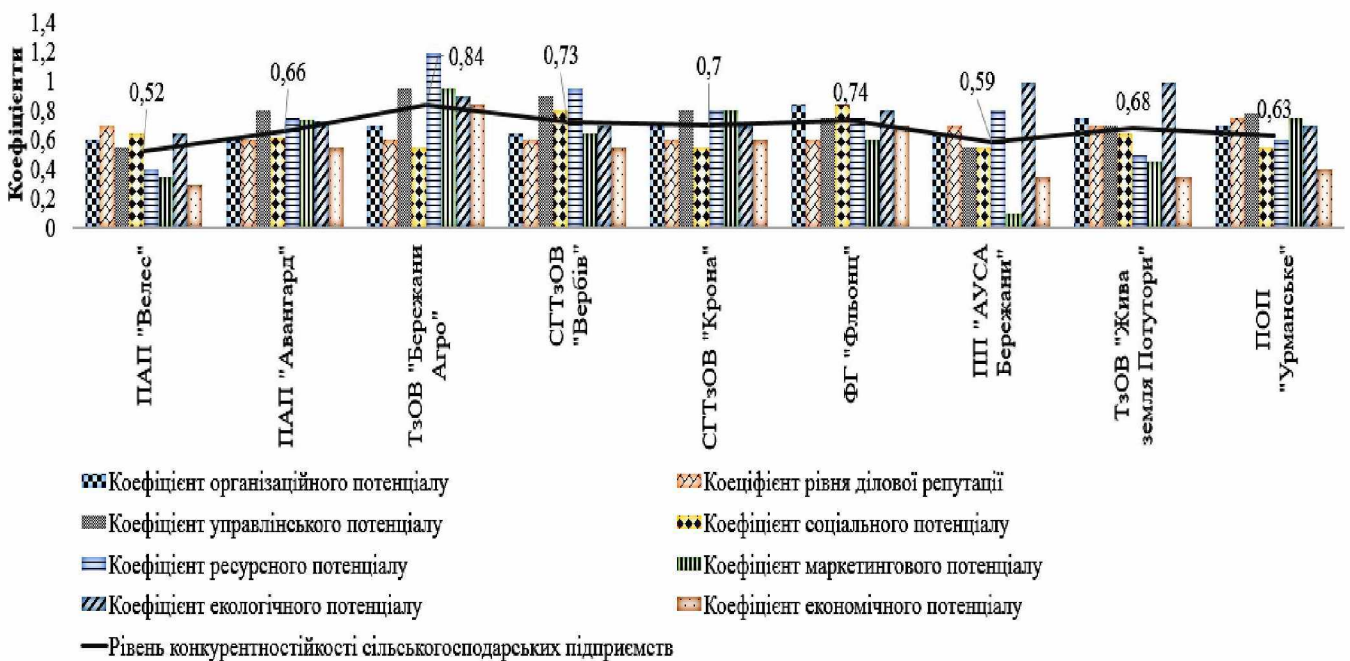 Коефіцієнти
1,4
1,2
1
0,8
0,6
0,4
0,2
0
0,52
0,66
0,84
0,73
0,7
0,74
0,59
0,68
0,63
ПАП "Велес"
ПАП "Авангард"
ТзОВ "Бережани
Агро"
СГТзОВ
"Вербів"
СГТзОВ "Крона"
ФГ "Фльонц"
ПП "АУСА
Бережани"
ТзОВ "Жива
земля Потутори"
ПОП
"Урманське"
Коефіцієнт організаційного потенціалу
Коеціфієнт рівня ділової репутації
Коефіцієнт управлінського потенціалу
Коефіцієнт соціального потенціалу
Коефіцієнт ресурсного потенціалу
Коефіцієнт маркетингового потенціалу
Коефіцієнт екологічного потенціалу
Коефіцієнт економічного потенціалу
Рівень конкурентностійкості сільськогосподарських підприємств